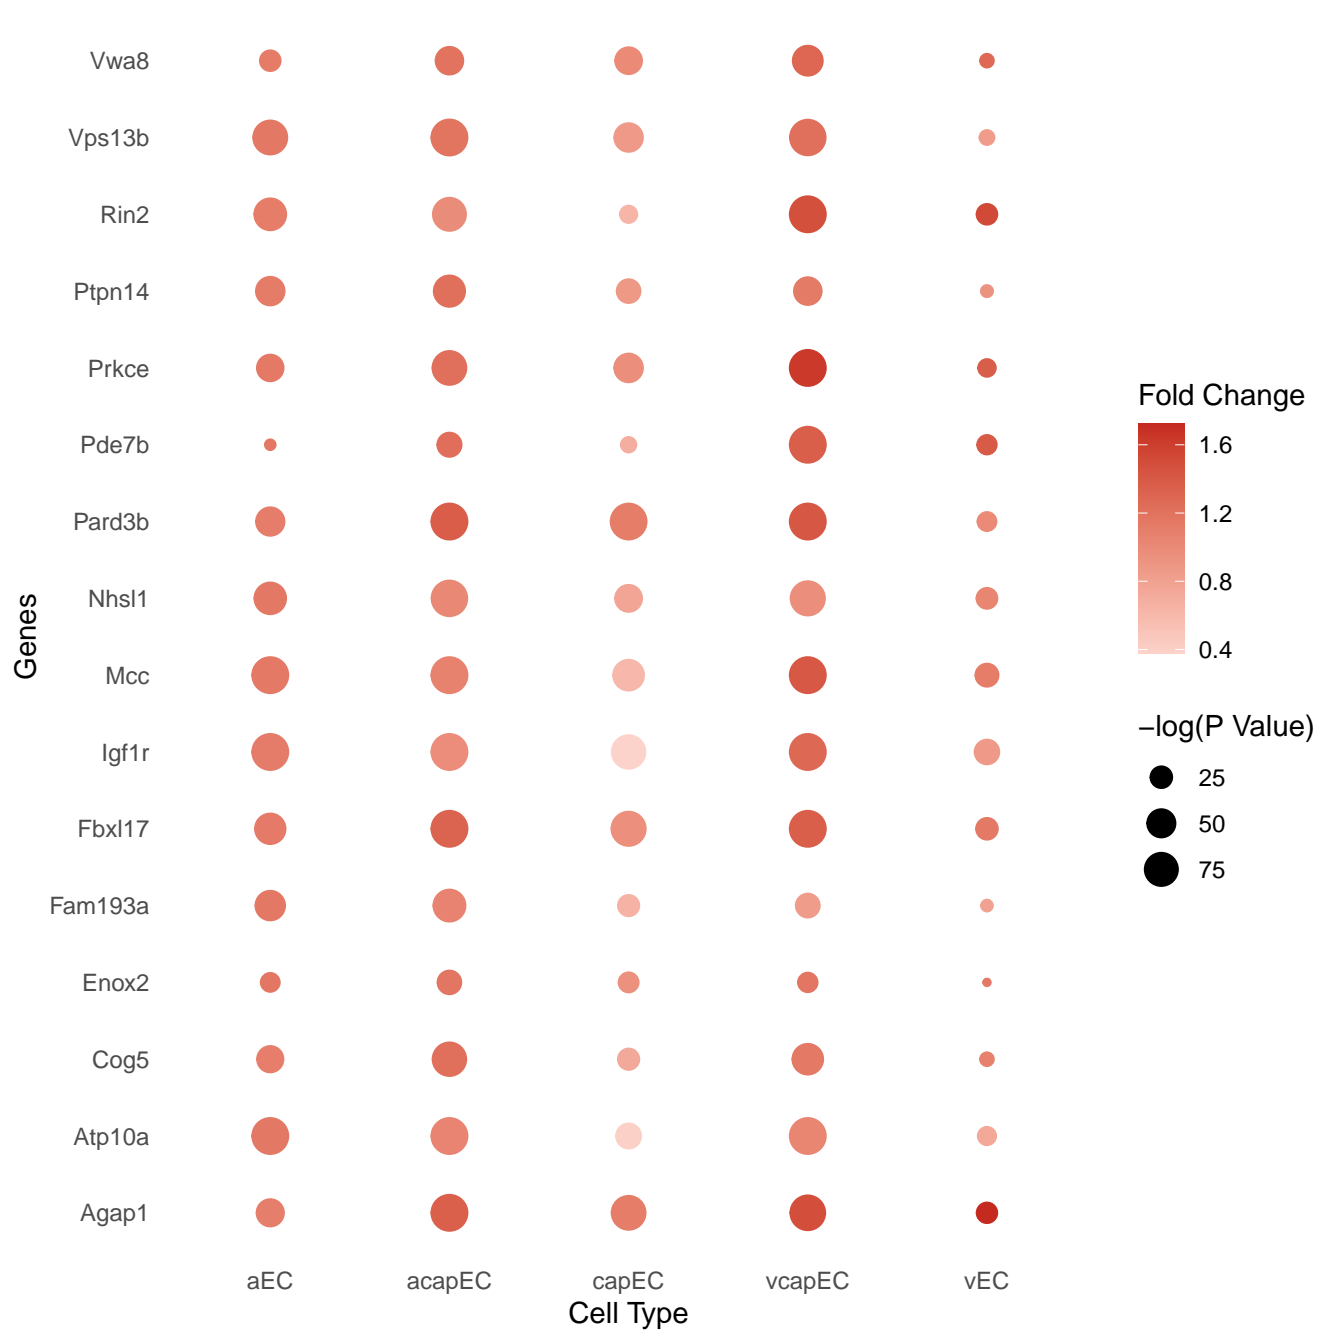 Vwa8
Vps13b
Rin2
Ptpn14
Prkce
Pde7b
Pard3b
Nhsl1
Mcc
Igf1r
Fbxl17
Fam193a
Enox2
Cog5
Atp10a
Agap1
Genes
aEC acapEC capEC vcapEC vEC
Cell Type
Fold Change
1.6
1.2
0.8
0.4
−log(P Value)
25
50
75